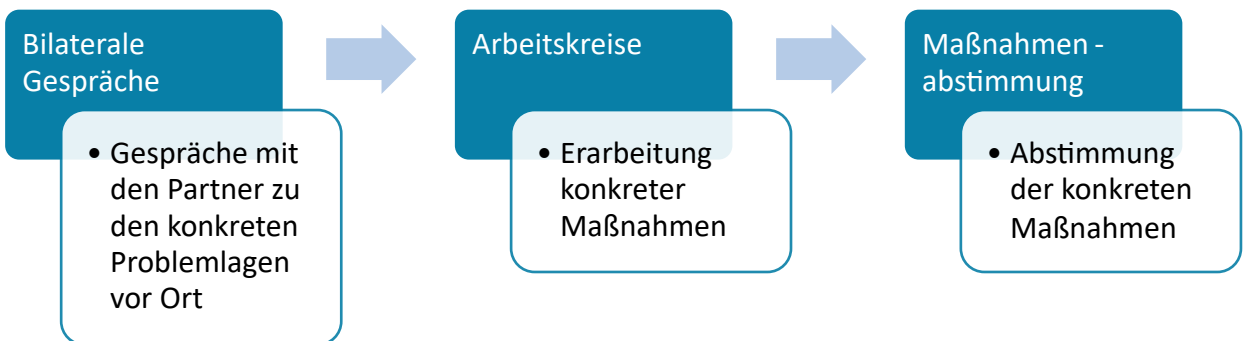 Bilaterale
Gespräche
• Gespräche mit
den Partner zu
den konkreten
Problemlagen
vor Ort
Arbeitskreise
• Erarbeitung
konkreter
Maßnahmen
Maßnahmen -
abstimmung
• Abstimmung
der konkreten
Maßnahmen